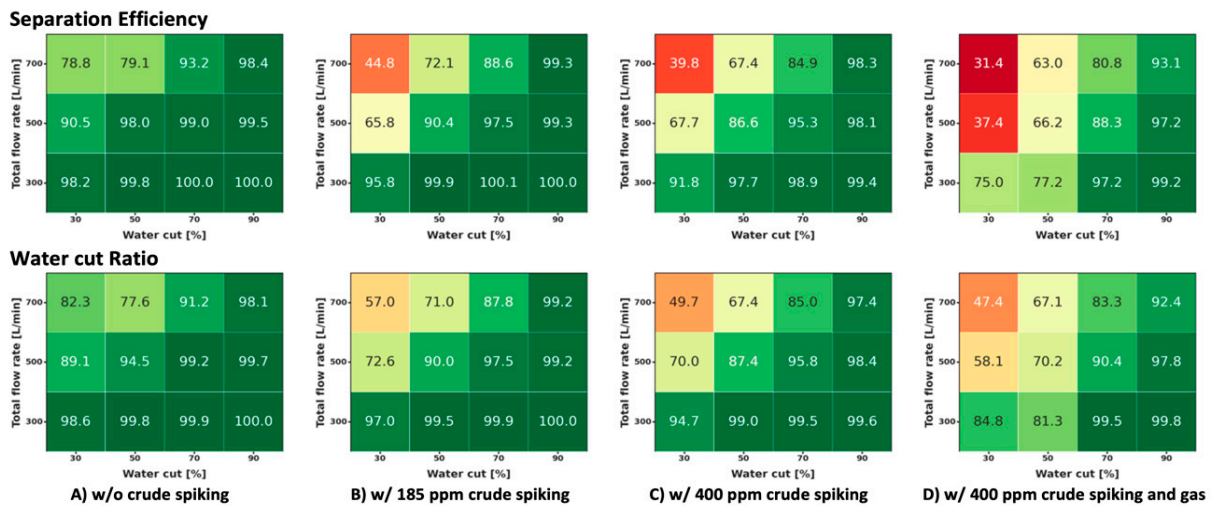 Separation Efficiency
Total flow rate [L/min]
700 78.8 79.1 93.2 98.4
500 90.5 98.0 99.0 99.5
300 98.2 99.8 100.0 100.0
30 50 70 90
Water cut [%]
Total flow rate [L/min]
700 44.8 72.1 88.6 99.3
500 65.8 90.4 97.5 99.3
300 95.8 99.9 100.1 100.0
30 50 70 90
Water cut [%]
Total flow rate [L/min]
700 39.8 67.4 84.9 98.3
500 67.7 86.6 95.3 98.1
300 91.8 97.7 98.9 99.4
30 50 70 90
Water cut [%]
Total flow rate [L/min]
700 31.4 63.0 80.8 93.1
500 37.4 66.2 88.3 97.2
300 75.0 77.2 97.2 99.2
30 50 70 90
Water cut [%]
Water cut Ratio
Total flow rate [L/min]
700 82.3 77.6 91.2 98.1
500 89.1 94.5 99.2 99.7
300 98.6 99.8 99.9 100.0
30 50 70 90
Water cut [%]
A) w/o crude spiking
Total flow rate [L/min]
700 57.0 71.0 87.8 99.2
500 72.6 90.0 97.5 99.2
300 97.0 99.5 99.9 100.0
30 50 70 90
Water cut [%]
B) w/ 185 ppm crude spiking
Total flow rate [L/min]
700 49.7 67.4 85.0 97.4
500 70.0 87.4 95.8 98.4
300 94.7 99.0 99.5 99.6
30 50 70 90
Water cut [%]
C) w/ 400 ppm crude spiking
Total flow rate [L/min]
700 47.4 67.1 83.3 92.4
500 58.1 70.2 90.4 97.8
300 84.8 81.3 99.5 99.8
30 50 70 90
Water cut [%]
D) w/ 400 ppm crude spiking and gas